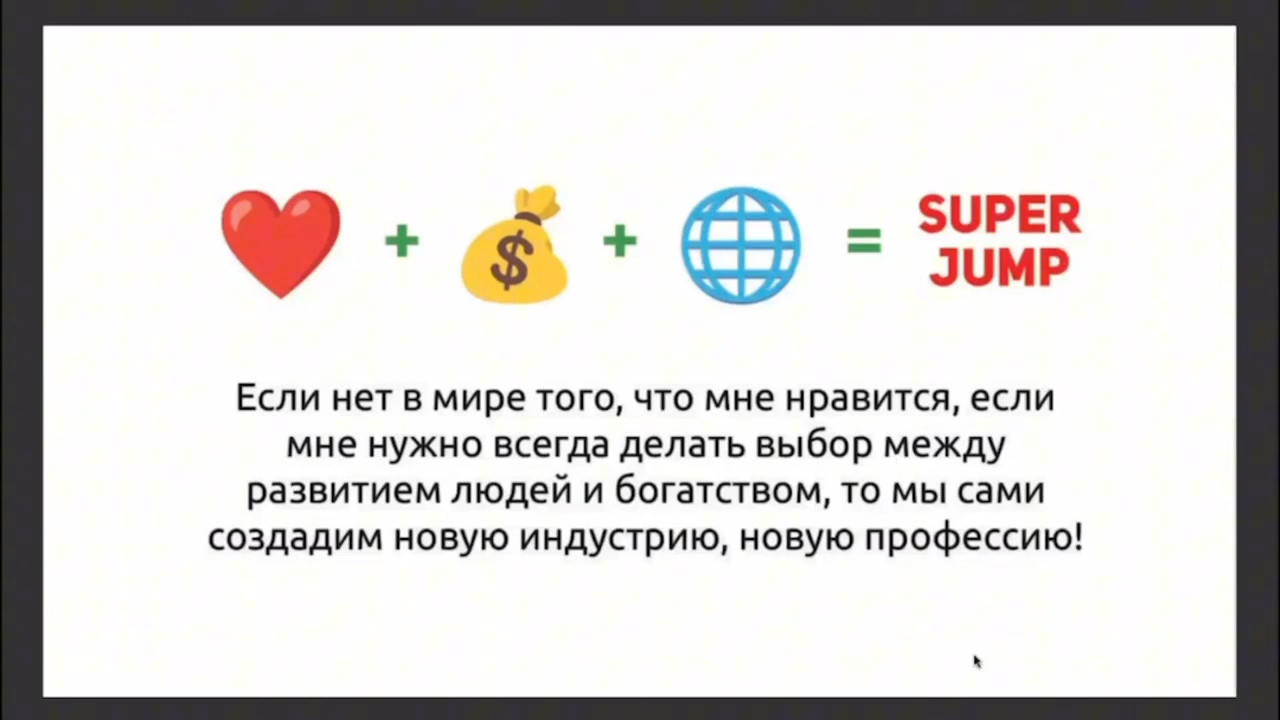 ❤️ + 💰 + 🌐 = SUPER
JUMP
Если нет в мире того, что мне нравится, если
мне нужно всегда делать выбор между
развитием людей и богатством, то мы сами
создадим новую индустрию, новую профессию!